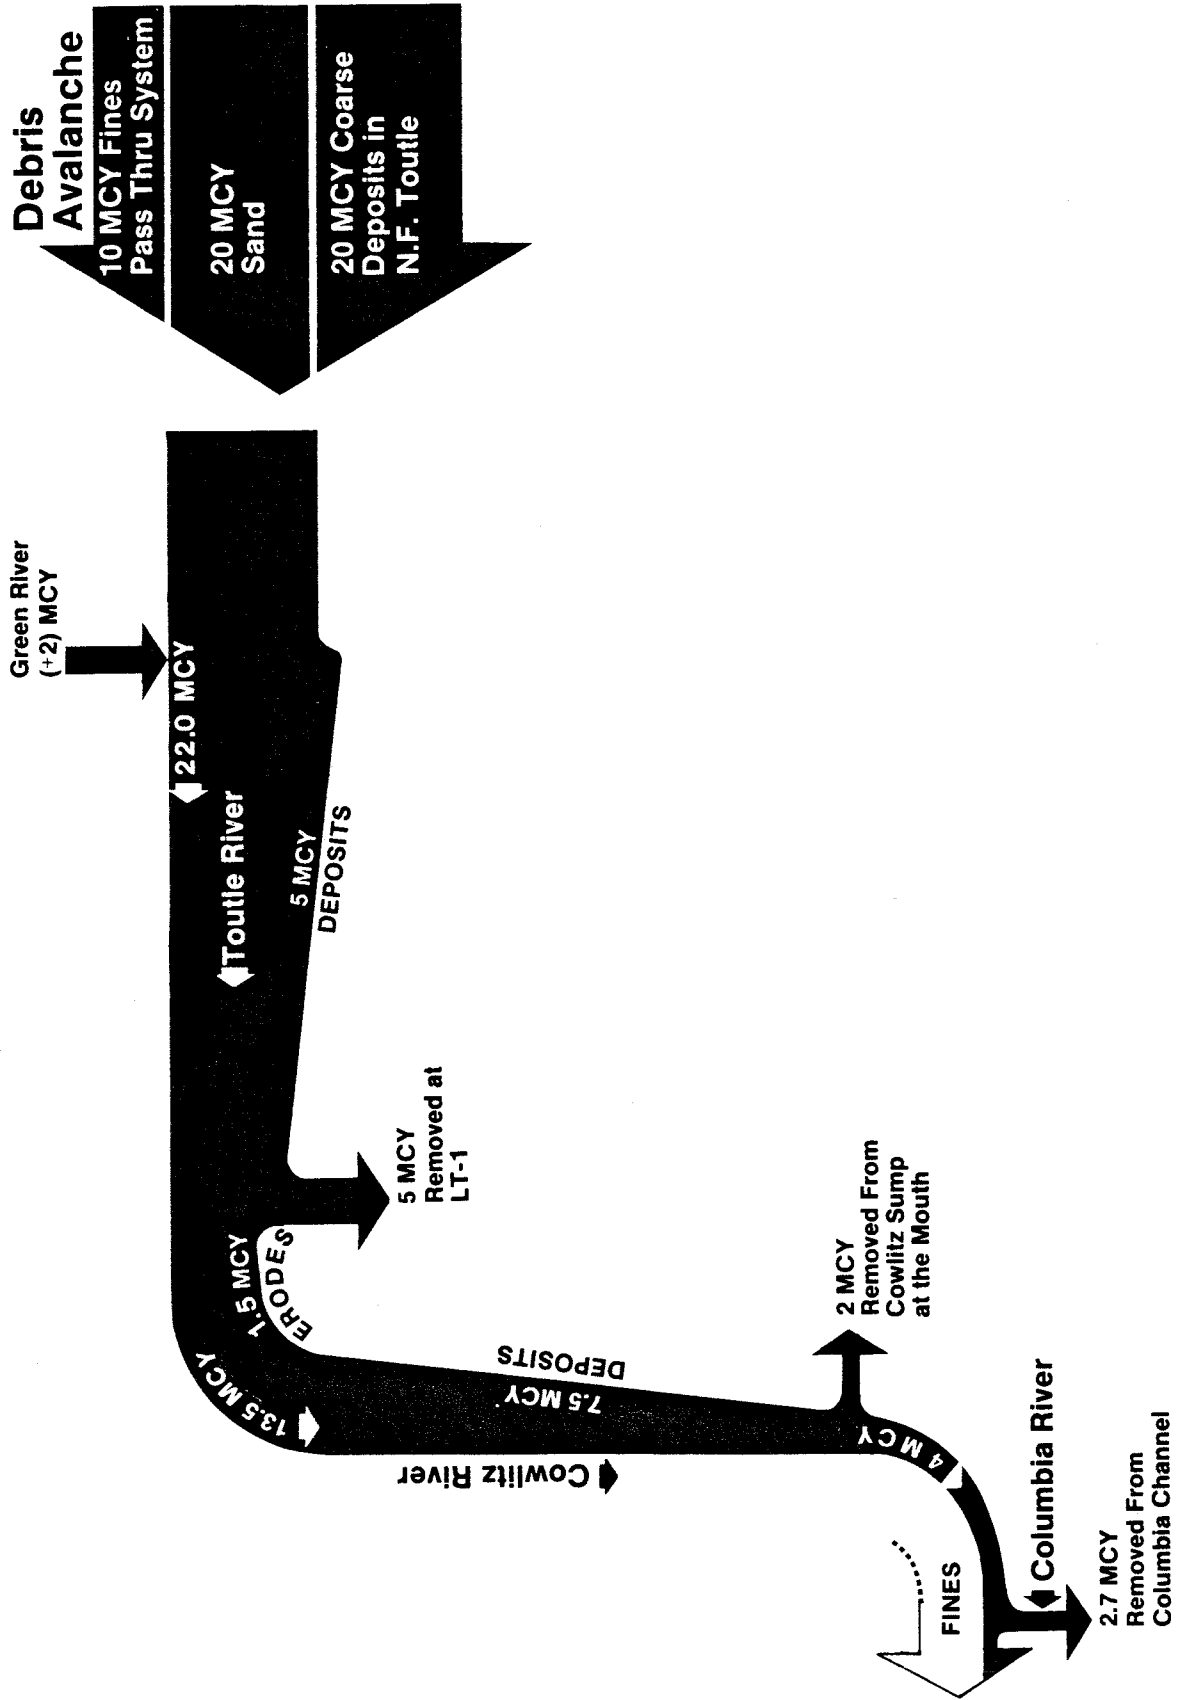 Debris
Avalanche
10 MCY Fines
Pass Thru System
20 MCY
Sand
20 MCY Coarse
Deposits in
N.F. Toutle
Green River
(+2) MCY
22.0 MCY
Toutle River
5 MCY
DEPOSITS
5 MCY
Removed at
LT-1
1.5 MCY
ERODES
13.5 MCY
Cowlitz River
7.5 MCY
DEPOSITS
2 MCY
Removed From
Cowlitz Sump
at the Mouth
4 MCY
Columbia River
FINES
2.7 MCY
Removed From
Columbia Channel